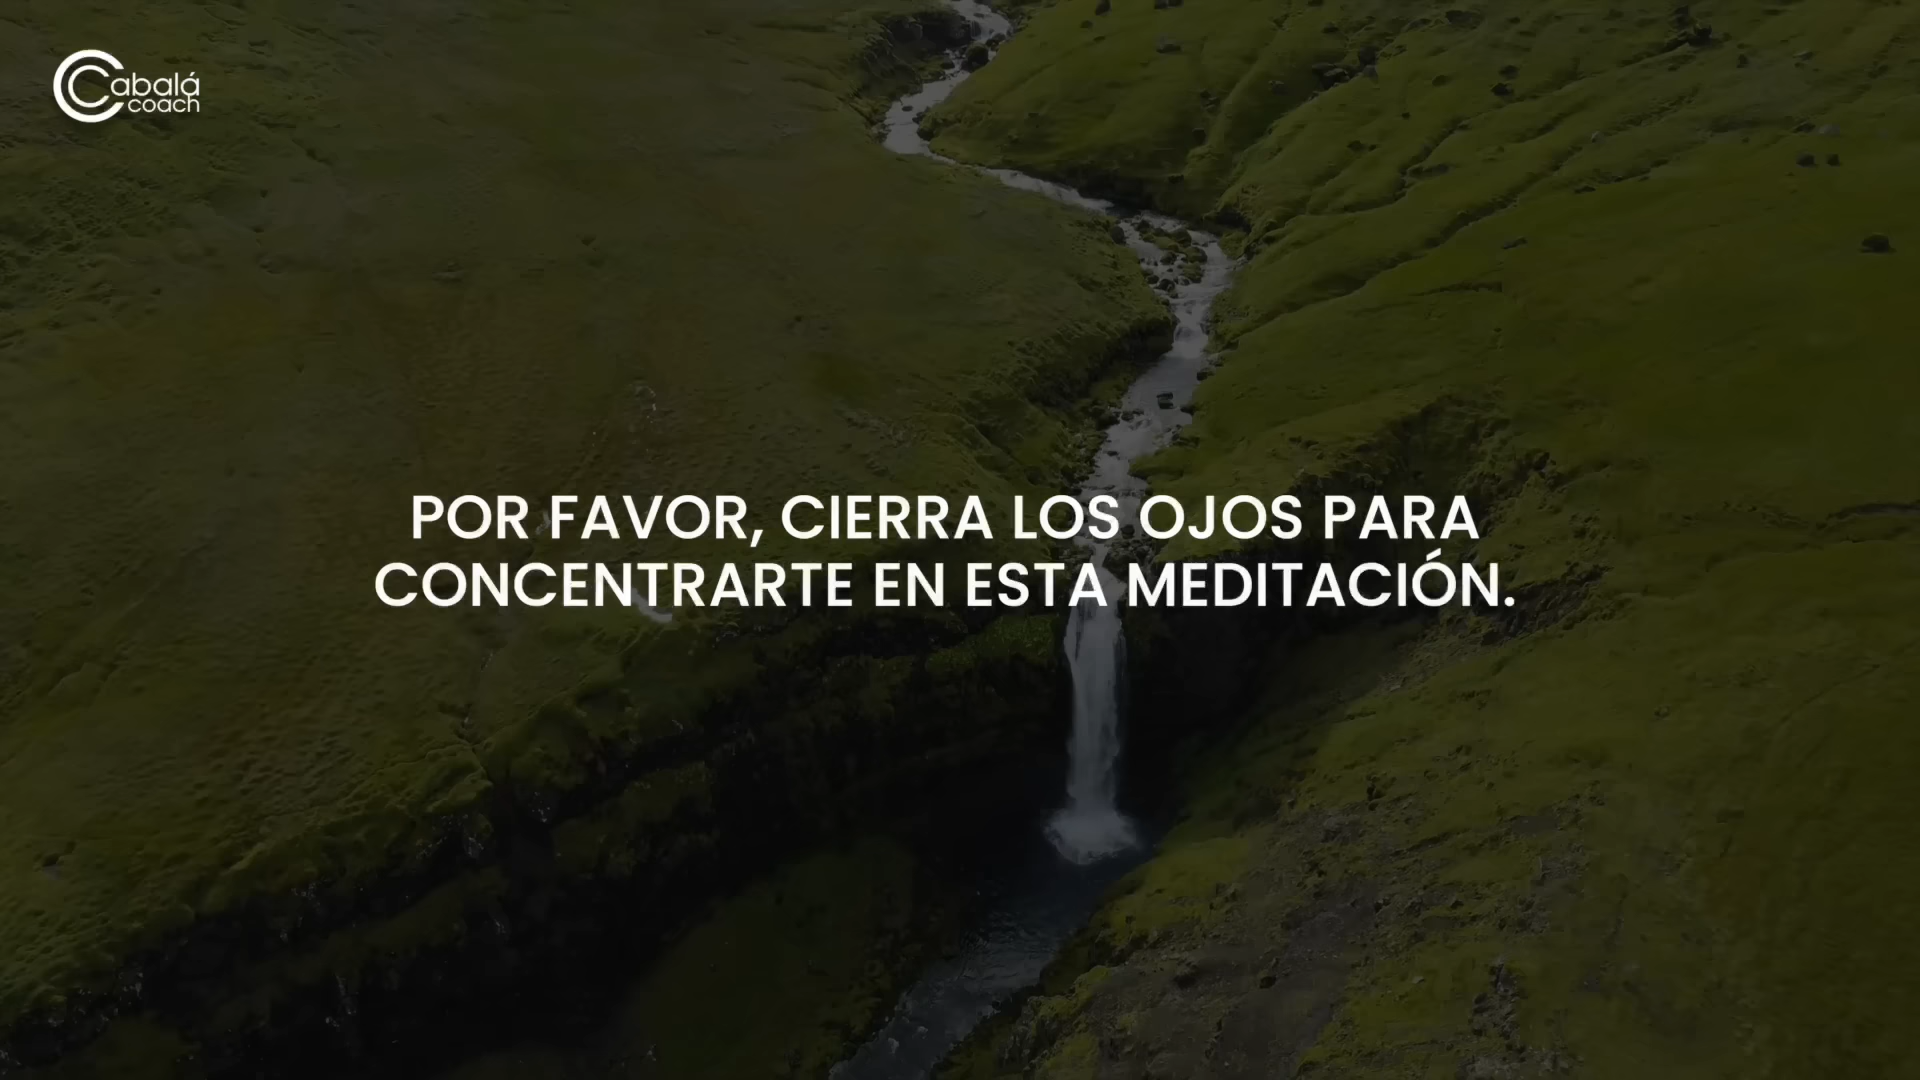 Cabalá
coach
POR FAVOR, CIERRA LOS OJOS PARA
CONCENTRARTE EN ESTA MEDITACIÓN.